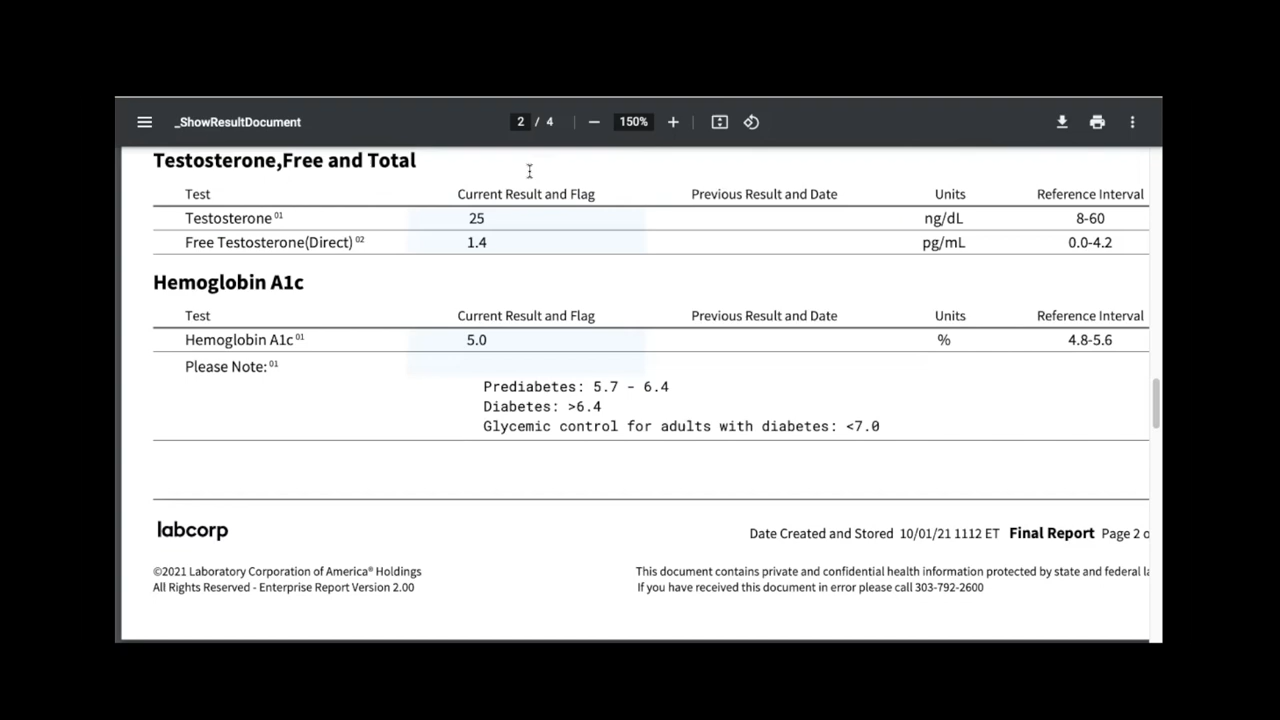 _ShowResultDocument 2 / 4 150%
Testosterone,Free and Total
Test Current Result and Flag Previous Result and Date Units Reference Interval
Testosterone 01 25 ng/dL 8-60
Free Testosterone(Direct) 02 1.4 pg/mL 0.0-4.2
Hemoglobin A1c
Test Current Result and Flag Previous Result and Date Units Reference Interval
Hemoglobin A1c 01 5.0 % 4.8-5.6
Please Note: 01
Prediabetes: 5.7 - 6.4
Diabetes: >6.4
Glycemic control for adults with diabetes: <7.0
labcorp
Date Created and Stored 10/01/21 1112 ET Final Report Page 2 o
©2021 Laboratory Corporation of America® Holdings
All Rights Reserved - Enterprise Report Version 2.00
This document contains private and confidential health information protected by state and federal la
If you have received this document in error please call 303-792-2600